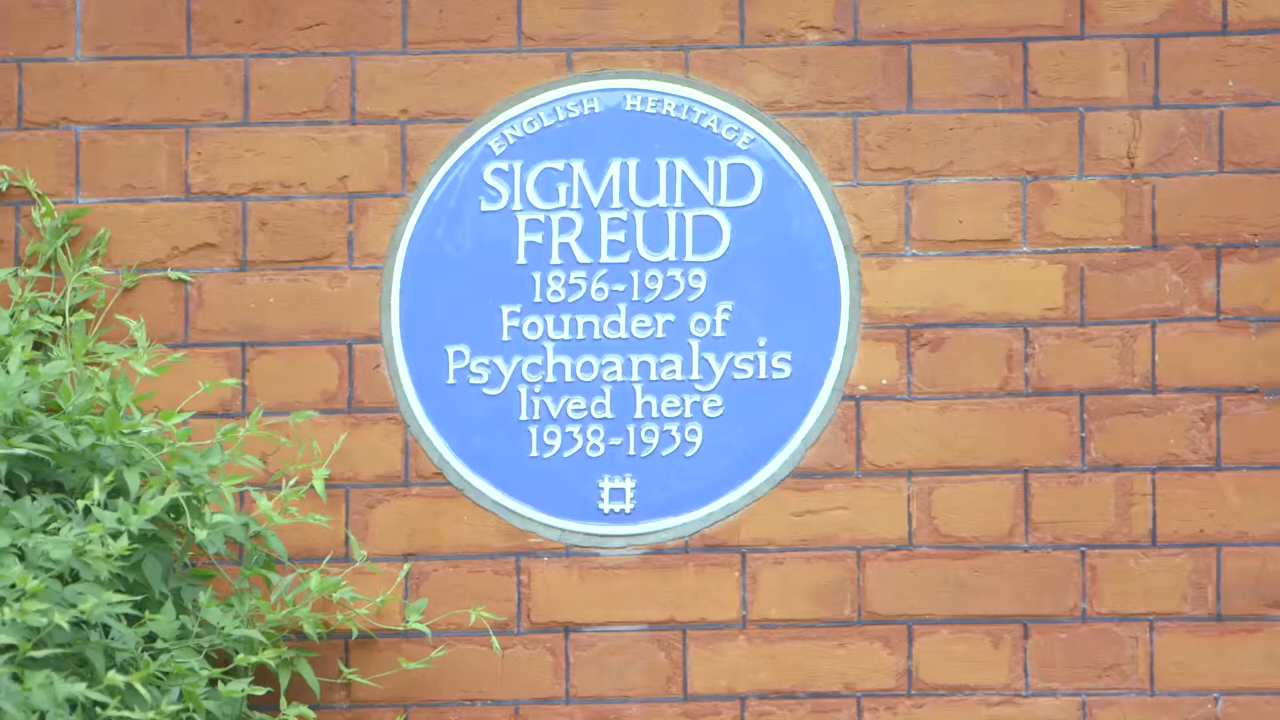 ENGLISH HERITAGE
SIGMUND
FREUD
1856-1939
Founder of
Psychoanalysis
lived here
1938-1939